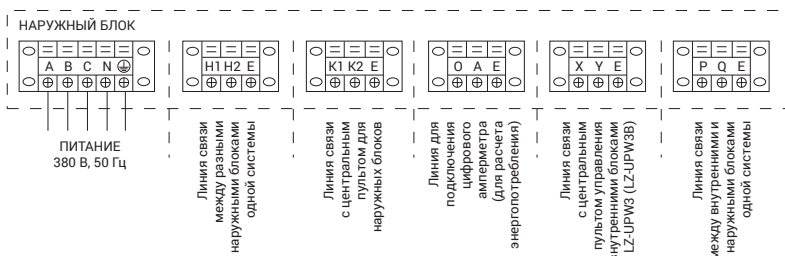 НАРУЖНЫЙ БЛОК
A B C N
H1 H2 E
K1 K2 E
O A E
X Y E
P Q E
ПИТАНИЕ
380 В, 50 Гц
Линия связи
между разными
наружными блоками
одной системы
Линия связи
с центральным
пультом для
наружных блоков
Линия для
подключения
цифрового
амперметра
(для расчета
энергопотребления)
Линия связи
с центральным
пультом управления
внутренними блоками
LZ-UPW3 (LZ-UPW3B)
Линия связи
между внутренними и
наружными блоками
одной системы